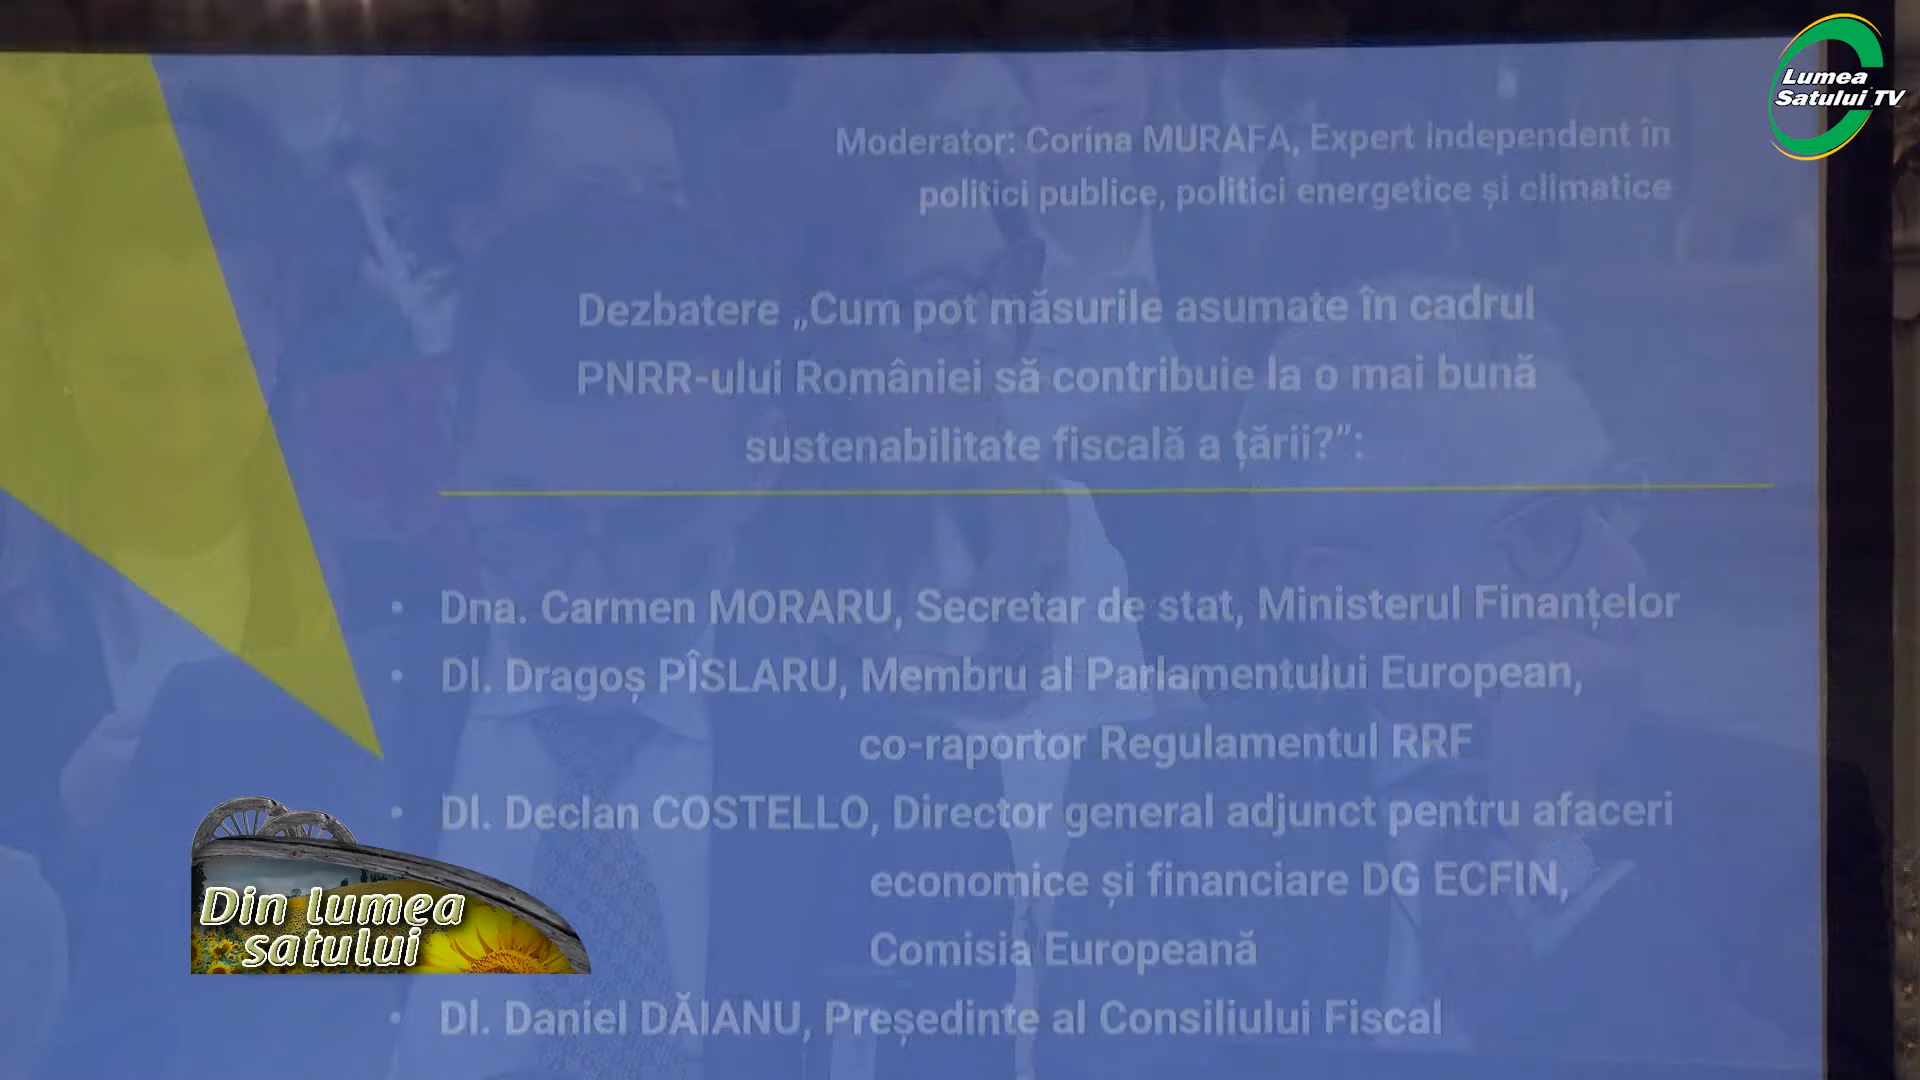 Lumea
Satului TV
Moderator: Corina MURAFA, Expert independent în
politici publice, politici energetice și climatice
Dezbatere „Cum pot măsurile asumate în cadrul
PNRR-ului României să contribuie la o mai bună
sustenabilitate fiscală a țării?”:
• Dna. Carmen MORARU, Secretar de stat, Ministerul Finanțelor
• Dl. Dragoș PÎSLARU, Membru al Parlamentului European,
co-raportor Regulamentul RRF
• Dl. Declan COSTELLO, Director general adjunct pentru afaceri
economice și financiare DG ECFIN,
Comisia Europeană
• Dl. Daniel DĂIANU, Președinte al Consiliului Fiscal
Din lumea
satului